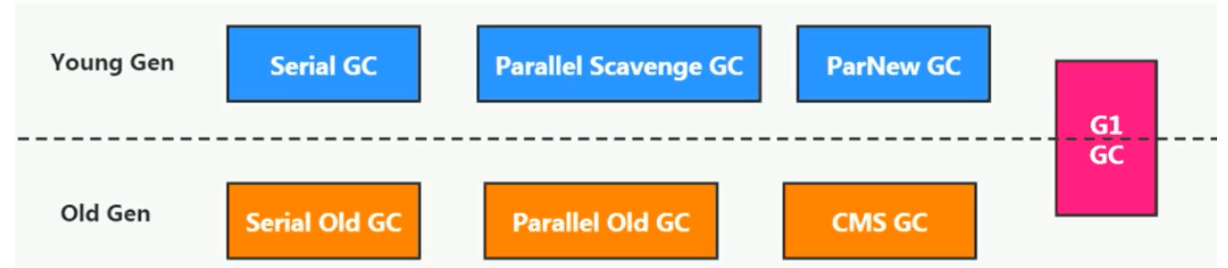 Young Gen
Serial GC
Parallel Scavenge GC
ParNew GC
G1
GC
Old Gen
Serial Old GC
Parallel Old GC
CMS GC